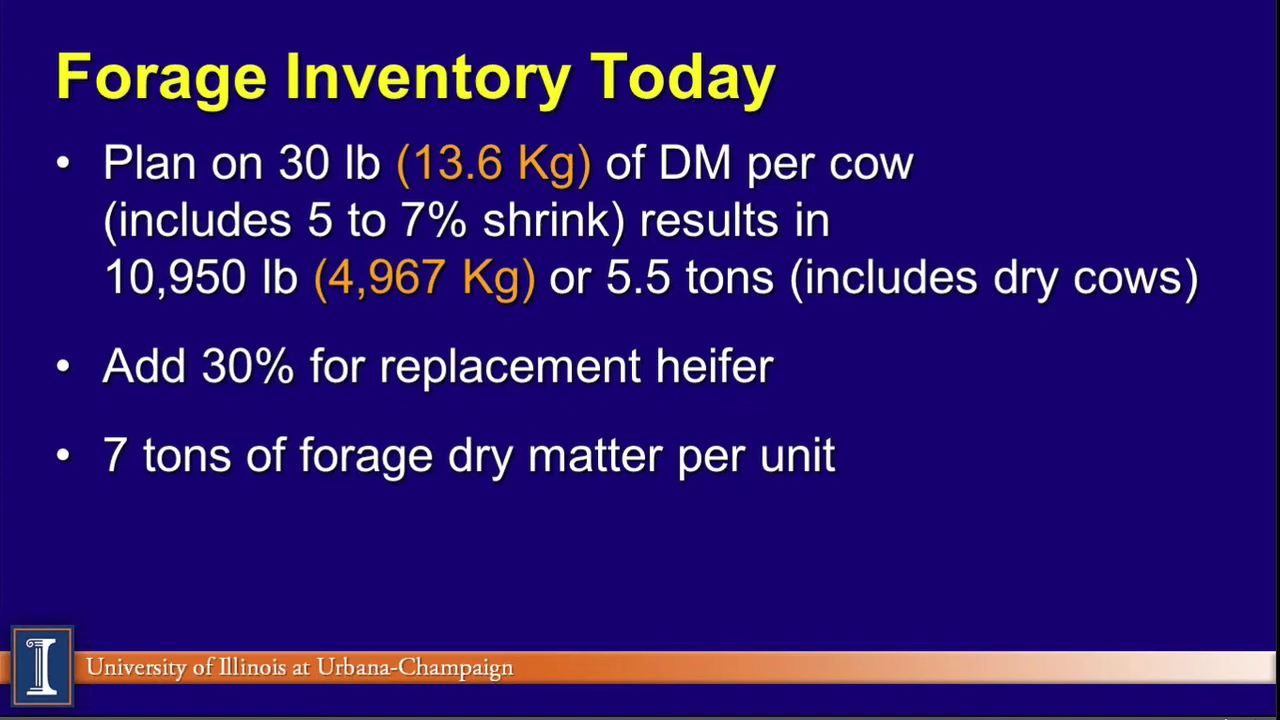 Forage Inventory Today
• Plan on 30 lb (13.6 Kg) of DM per cow
(includes 5 to 7% shrink) results in
10,950 lb (4,967 Kg) or 5.5 tons (includes dry cows)
• Add 30% for replacement heifer
• 7 tons of forage dry matter per unit
I
University of Illinois at Urbana-Champaign